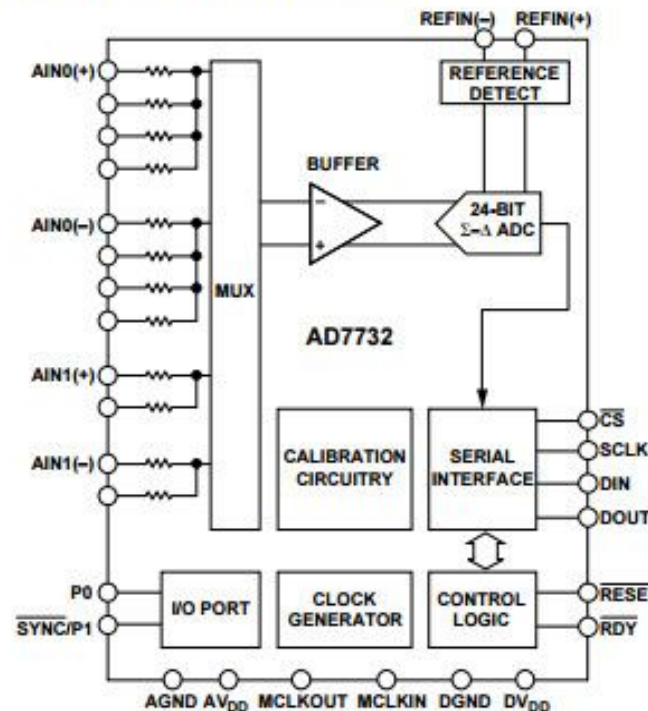 REFIN(–) REFIN(+)
AIN0(+)
REFERENCE
DETECT
BUFFER
–
+
24-BIT
Σ–Δ ADC
AIN0(–)
MUX
AD7732
AIN1(+)
AIN1(–)
CALIBRATION
CIRCUITRY
SERIAL
INTERFACE
CS
SCLK
DIN
DOUT
P0
SYNC/P1
I/O PORT
CLOCK
GENERATOR
CONTROL
LOGIC
RESE
RDY
AGND AVDD MCLKOUT MCLKIN DGND DVDD